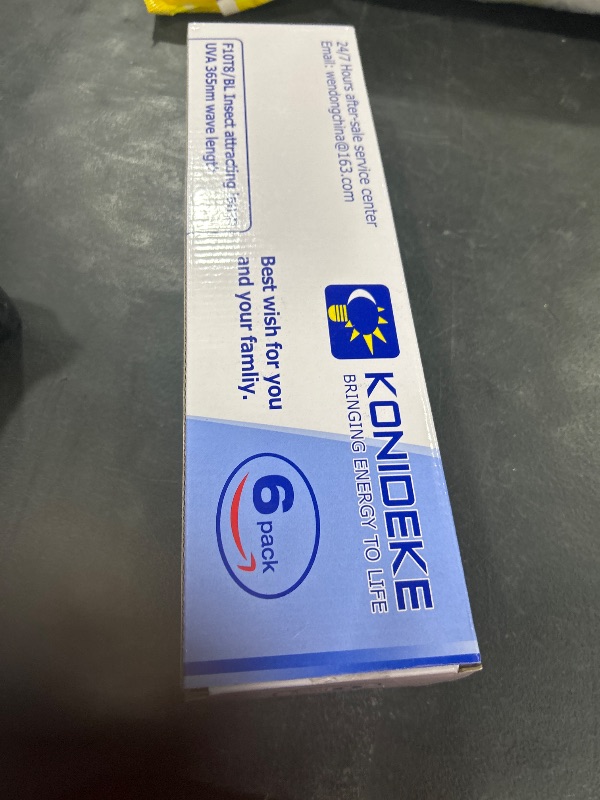 KONIDEKE
BRINGING ENERGY TO LIFE
24/7 Hours after-sale service center
Email: wendongchina@163.com
Best wish for you
and your famliy.
6 pack
F10T8/BL Insect attracting
UVA 365nm wave length